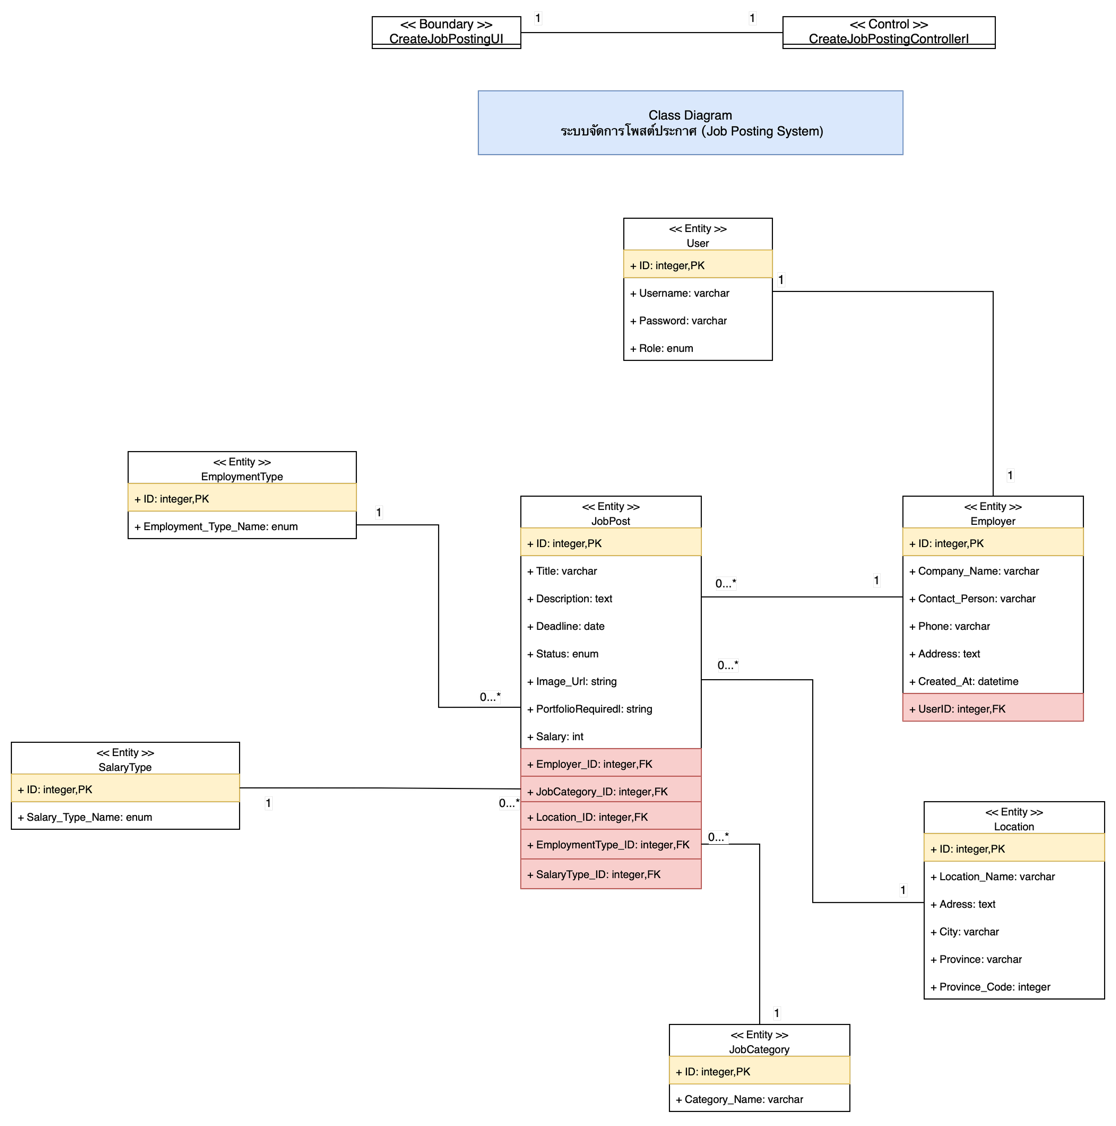 << Boundary >>
CreateJobPostingUI
1
1
<< Control >>
CreateJobPostingControllerI
Class Diagram
ระบบจัดการโพสต์ประกาศ (Job Posting System)
<< Entity >>
User
+ ID: integer,PK
+ Username: varchar
+ Password: varchar
+ Role: enum
1
1
<< Entity >>
EmploymentType
+ ID: integer,PK
+ Employment_Type_Name: enum
1
0...*
<< Entity >>
JobPost
+ ID: integer,PK
+ Title: varchar
+ Description: text
+ Deadline: date
+ Status: enum
+ Image_Url: string
+ PortfolioRequiredI: string
+ Salary: int
+ Employer_ID: integer,FK
+ JobCategory_ID: integer,FK
+ Location_ID: integer,FK
+ EmploymentType_ID: integer,FK
+ SalaryType_ID: integer,FK
0...*
1
<< Entity >>
Employer
+ ID: integer,PK
+ Company_Name: varchar
+ Contact_Person: varchar
+ Phone: varchar
+ Address: text
+ Created_At: datetime
+ UserID: integer,FK
0...*
1
<< Entity >>
SalaryType
+ ID: integer,PK
+ Salary_Type_Name: enum
1
0...*
<< Entity >>
Location
+ ID: integer,PK
+ Location_Name: varchar
+ Adress: text
+ City: varchar
+ Province: varchar
+ Province_Code: integer
0...*
1
<< Entity >>
JobCategory
+ ID: integer,PK
+ Category_Name: varchar